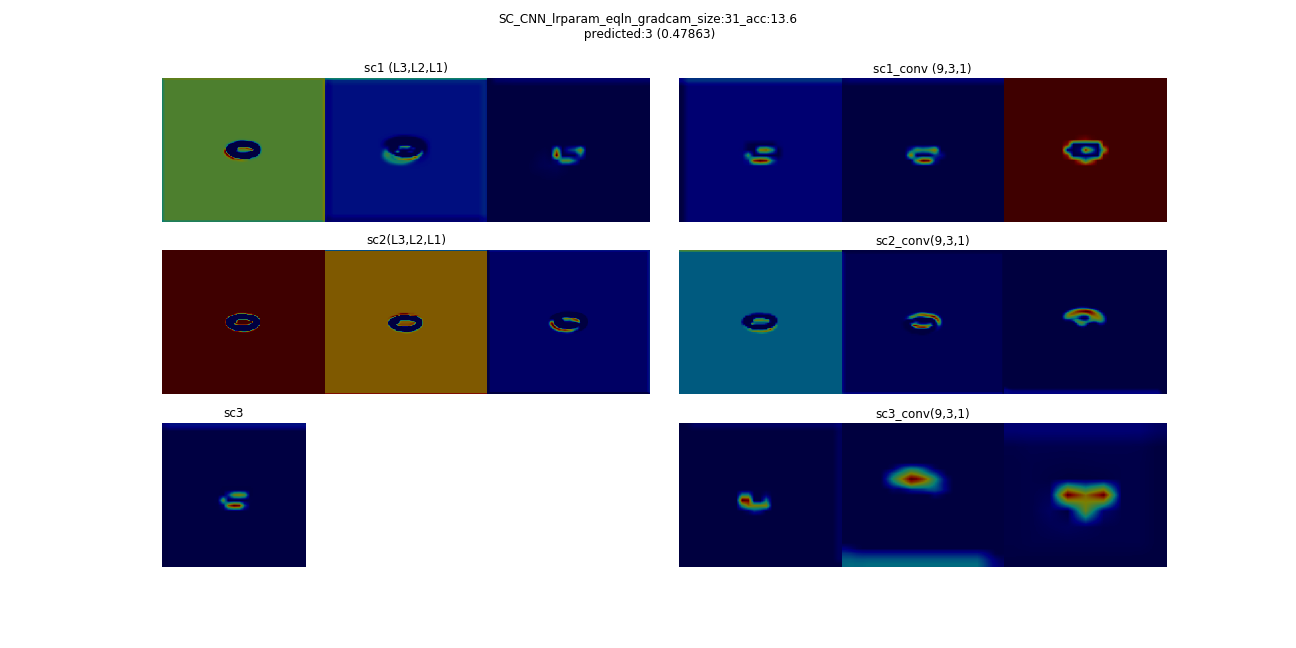 SC_CNN_lrparam_eqln_gradcam_size:31_acc:13.6
predicted:3 (0.47863)
sc1 (L3,L2,L1)
sc1_conv (9,3,1)
sc2(L3,L2,L1)
sc2_conv(9,3,1)
sc3
sc3_conv(9,3,1)